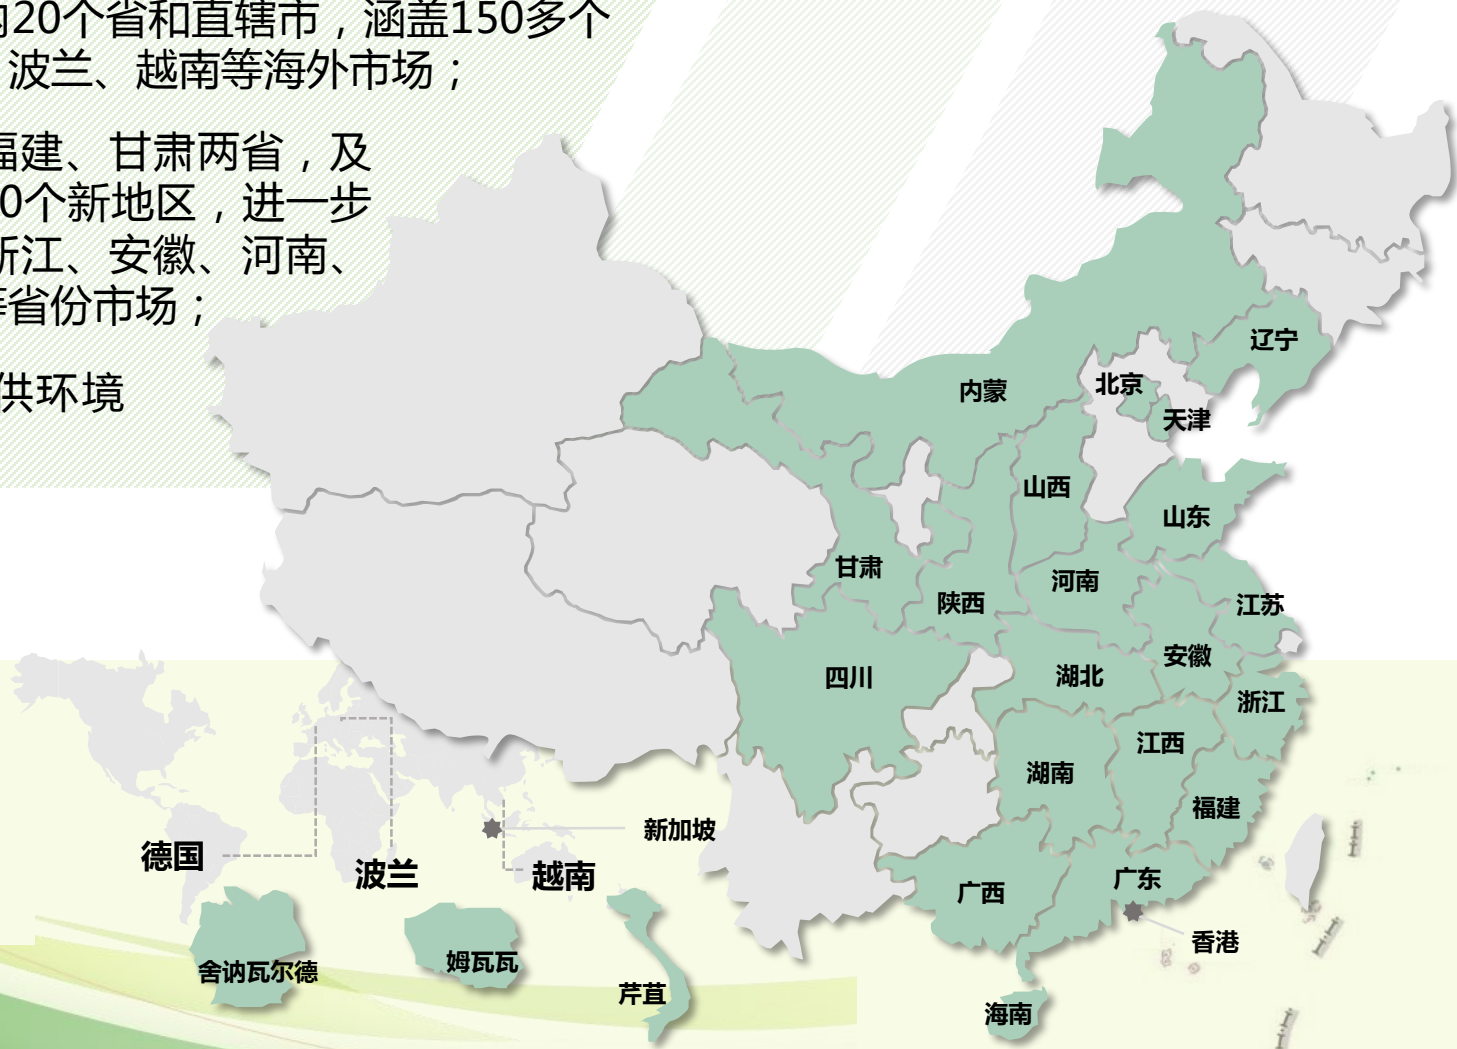 内20个省和直辖市，涵盖150多个
波兰、越南等海外市场；
福建、甘肃两省，及
0个新地区，进一步
浙江、安徽、河南、
等省份市场；
供环境
辽宁
内蒙
北京
天津
山西
山东
甘肃
河南
陕西
江苏
安徽
四川
湖北
浙江
江西
湖南
福建
新加坡
德国
波兰
越南
广东
广西
香港
舍讷瓦尔德
姆瓦瓦
芹苴
海南